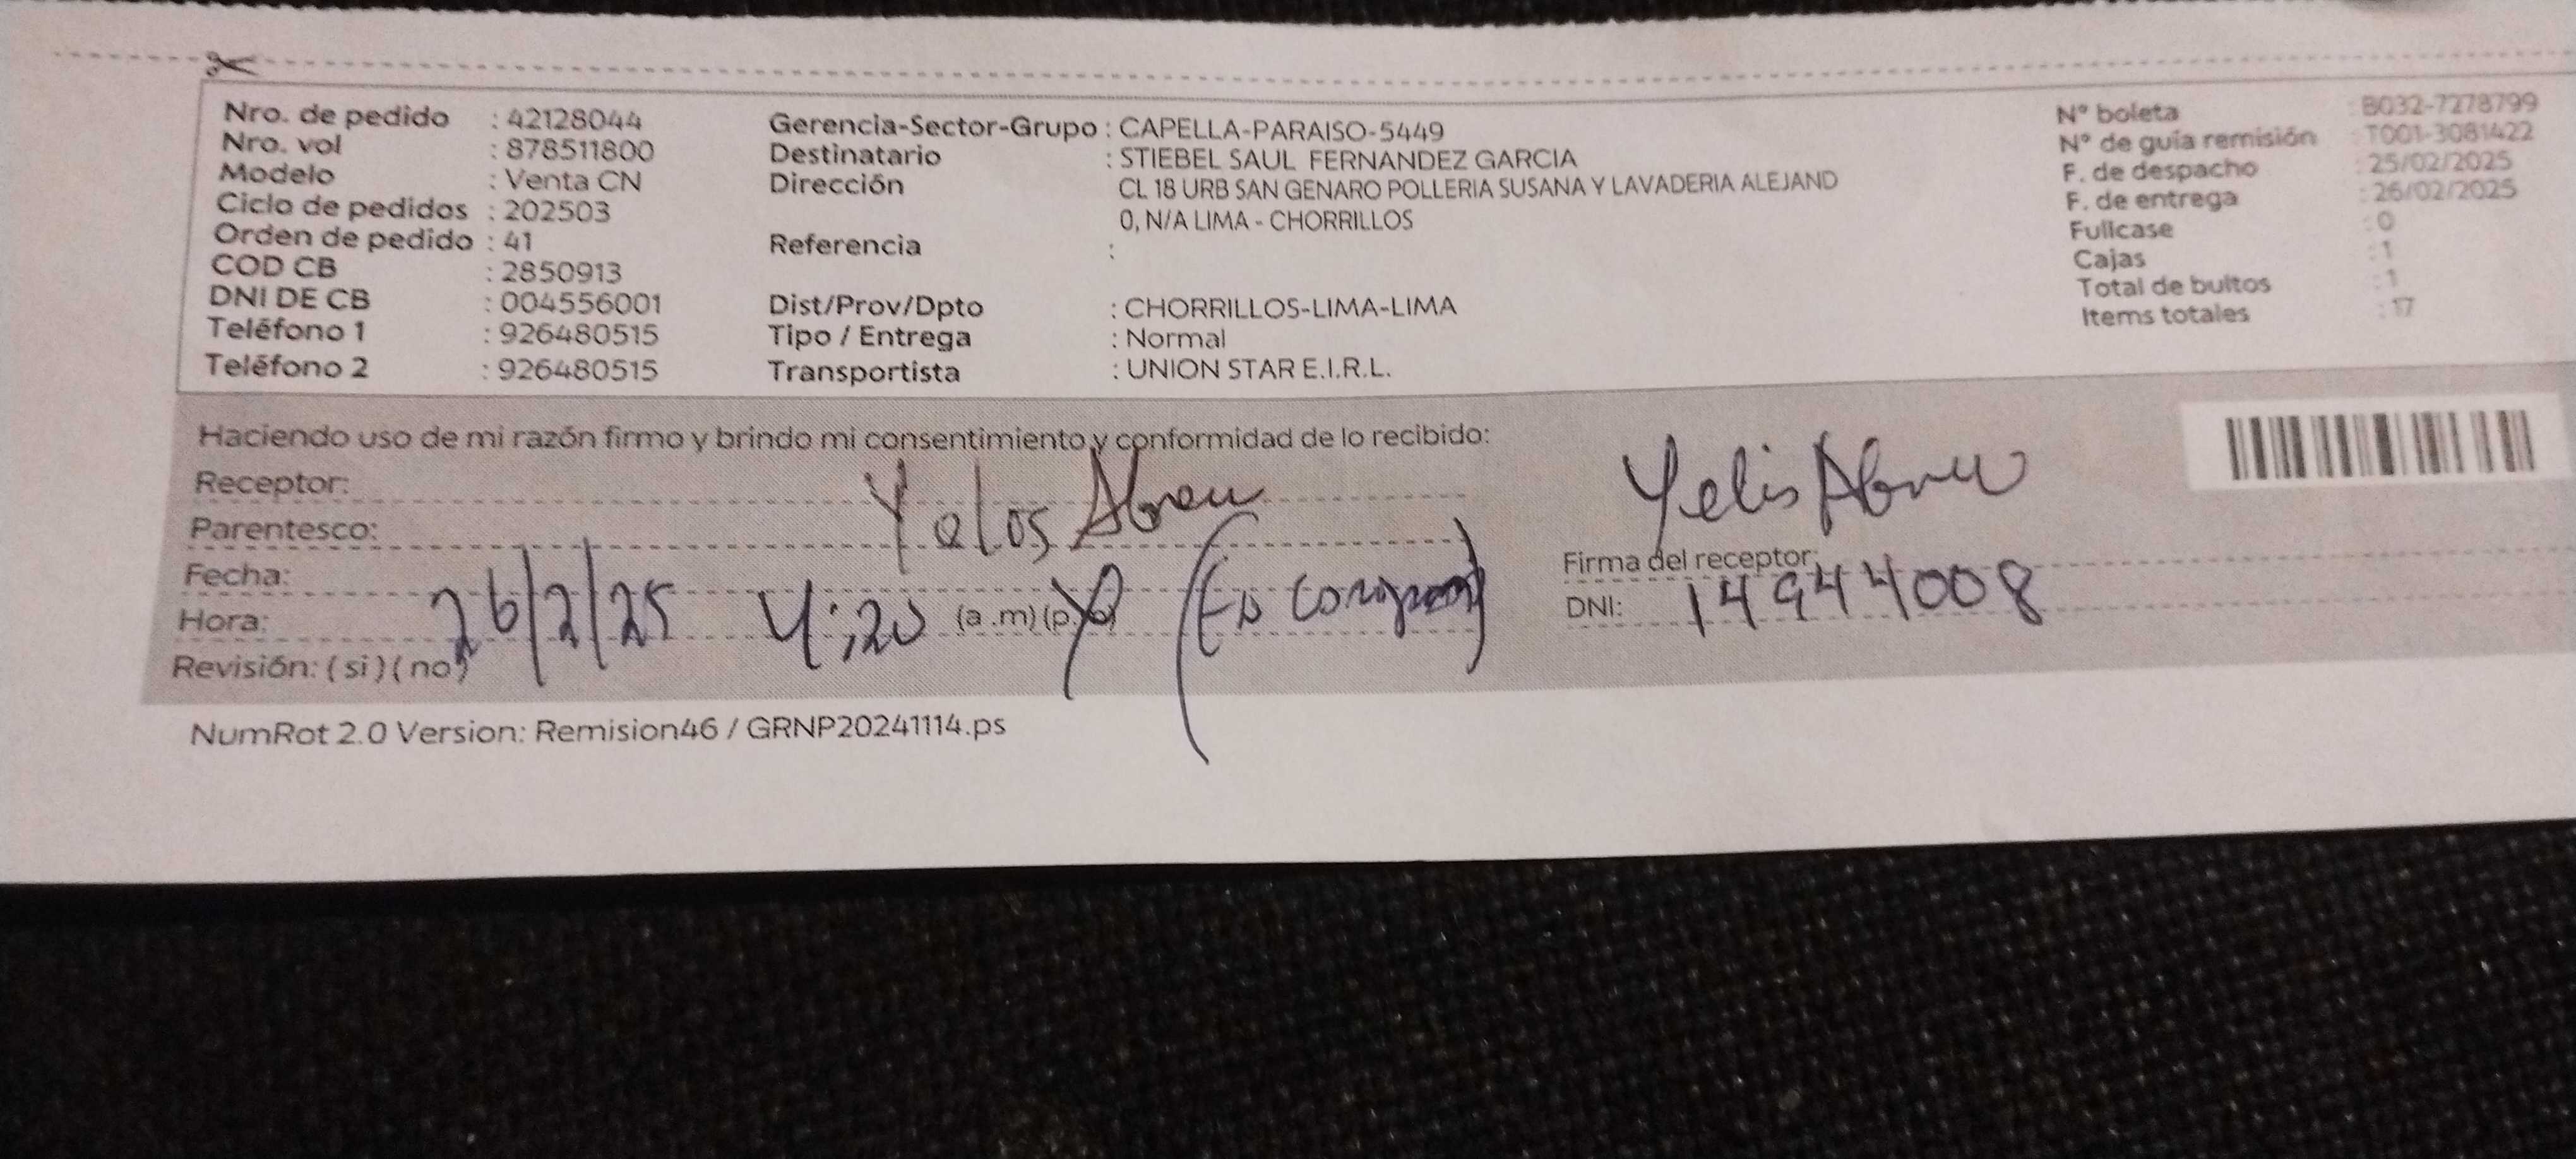 Nro. de pedido : 42128044
Nro. vol : 878511800
Modelo : Venta CN
Ciclo de pedidos : 202503
Orden de pedido : 41
COD CB : 2850913
DNI DE CB : 004556001
Teléfono 1 : 926480515
Teléfono 2 : 926480515
Gerencia-Sector-Grupo : CAPELLA-PARAISO-5449
Destinatario : STIEBEL SAUL FERNANDEZ GARCIA
Dirección CL 18 URB SAN GENARO POLLERIA SUSANA Y LAVADERIA ALEJAND
0, N/A LIMA - CHORRILLOS
Referencia :
Dist/Prov/Dpto : CHORRILLOS-LIMA-LIMA
Tipo / Entrega : Normal
Transportista : UNION STAR E.I.R.L.
N° boleta : B032-7278799
N° de guía remisión : T001-3081422
F. de despacho : 25/02/2025
F. de entrega : 26/02/2025
Fullcase : 0
Cajas : 1
Total de bultos : 1
Items totales : 17
Haciendo uso de mi razón firmo y brindo mi consentimiento y conformidad de lo recibido:
Receptor: Abreu
Parentesco:
Fecha: 26/2/25
Hora: 4:20 (a .m) (p.
Revisión: ( si ) ( no )
Yelis Abreu
Firma del receptor:
DNI: 14944008
NumRot 2.0 Version: Remision46 / GRNP20241114.ps